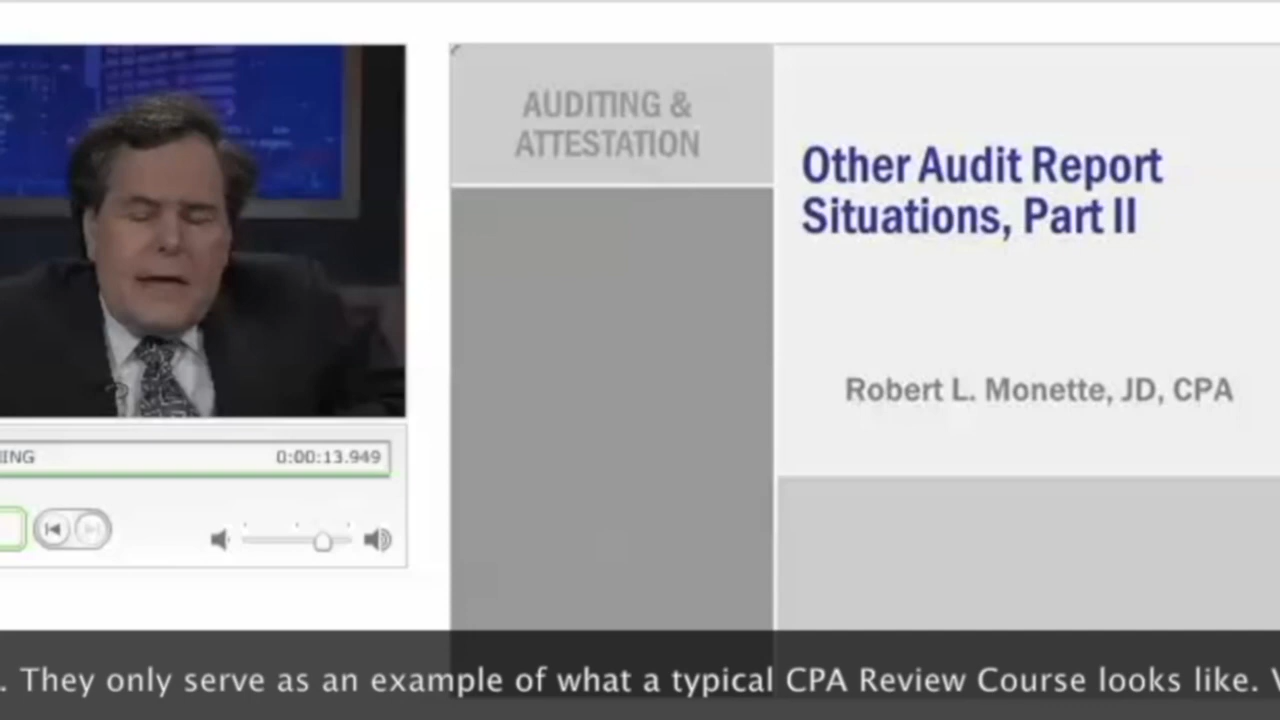 AUDITING &
ATTESTATION
Other Audit Report
Situations, Part II
Robert L. Monette, JD, CPA
ING 0:00:13.949
. They only serve as an example of what a typical CPA Review Course looks like.